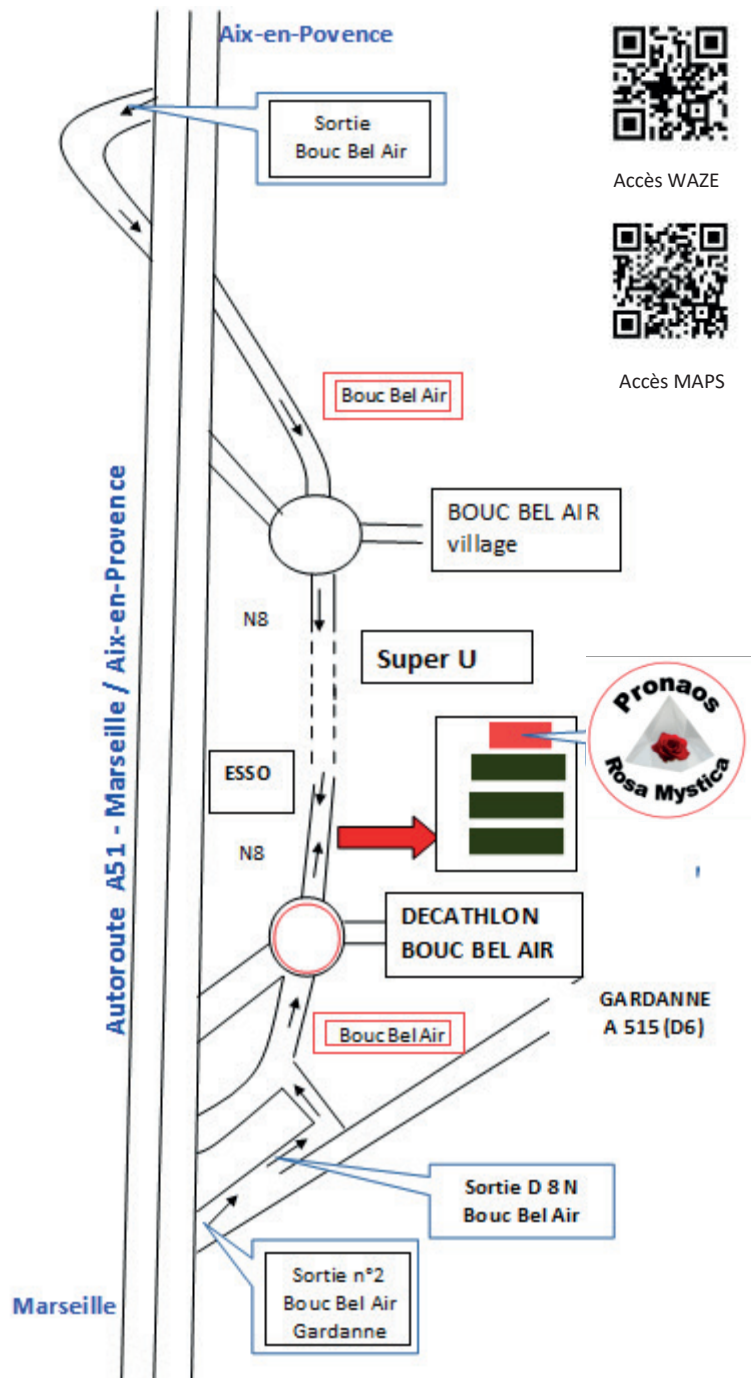 Aix-en-Povence
Sortie
Bouc Bel Air
Accès WAZE
Accès MAPS
Bouc Bel Air
BOUC BEL AIR
village
N8
Super U
Pronaos
Rosa Mystica
ESSO
N8
Autoroute A51 - Marseille / Aix-en-Provence
DECATHLON
BOUC BEL AIR
GARDANNE
A 515 (D6)
Bouc Bel Air
Sortie D 8 N
Bouc Bel Air
Sortie n°2
Bouc Bel Air
Gardanne
Marseille